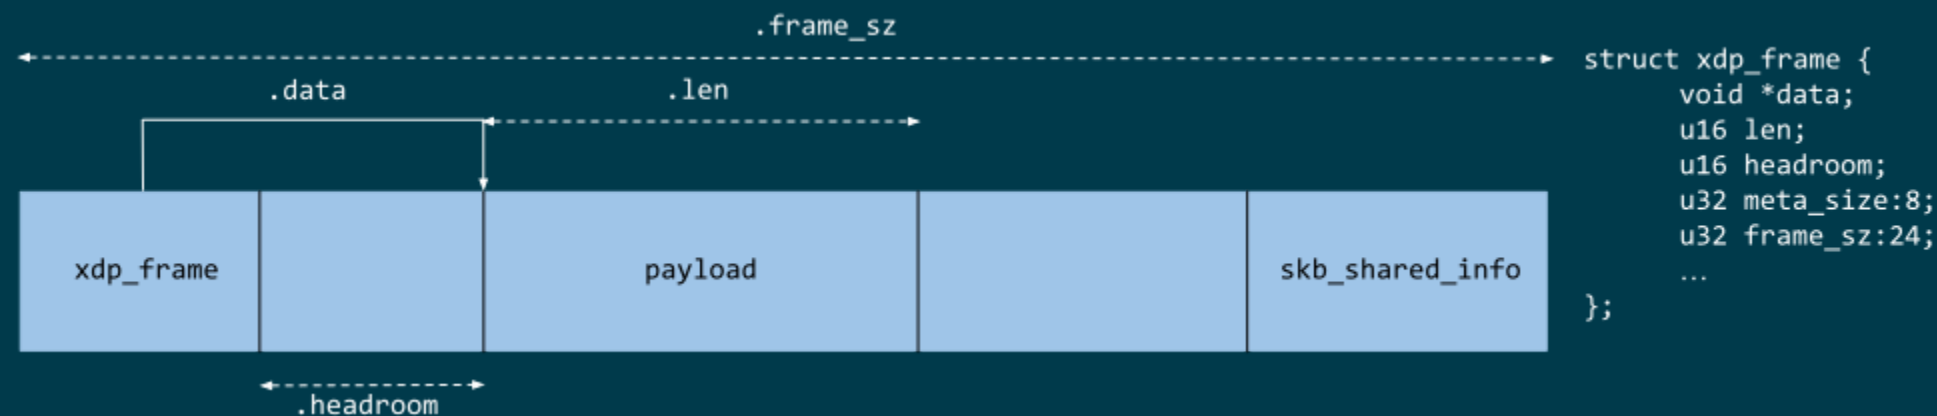 .frame_sz
.data
.len
xdp_frame
payload
skb_shared_info
.headroom
struct xdp_frame {
void *data;
u16 len;
u16 headroom;
u32 meta_size:8;
u32 frame_sz:24;
...
};